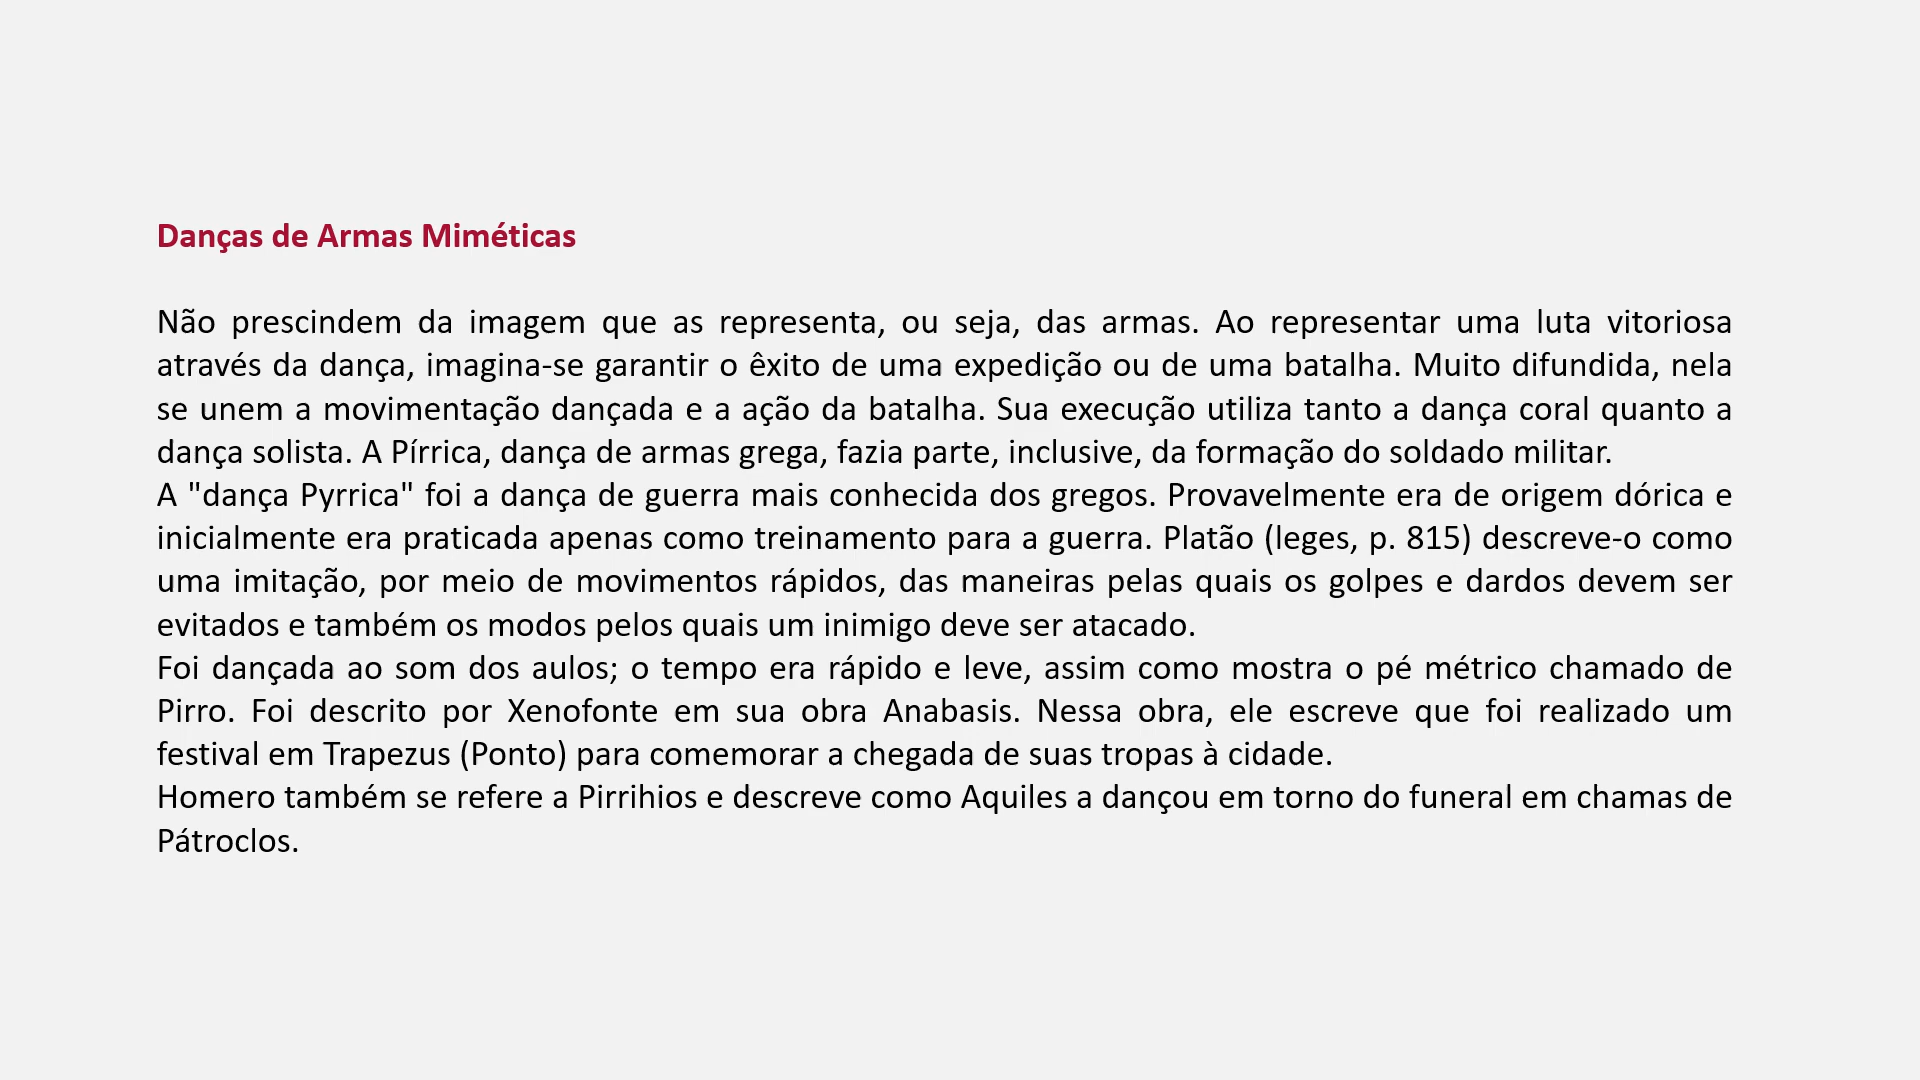 Danças de Armas Miméticas
Não prescindem da imagem que as representa, ou seja, das armas. Ao representar uma luta vitoriosa
através da dança, imagina-se garantir o êxito de uma expedição ou de uma batalha. Muito difundida, nela
se unem a movimentação dançada e a ação da batalha. Sua execução utiliza tanto a dança coral quanto a
dança solista. A Pírrica, dança de armas grega, fazia parte, inclusive, da formação do soldado militar.
A "dança Pyrrica" foi a dança de guerra mais conhecida dos gregos. Provavelmente era de origem dórica e
inicialmente era praticada apenas como treinamento para a guerra. Platão (leges, p. 815) descreve-o como
uma imitação, por meio de movimentos rápidos, das maneiras pelas quais os golpes e dardos devem ser
evitados e também os modos pelos quais um inimigo deve ser atacado.
Foi dançada ao som dos aulos; o tempo era rápido e leve, assim como mostra o pé métrico chamado de
Pirro. Foi descrito por Xenofonte em sua obra Anabasis. Nessa obra, ele escreve que foi realizado um
festival em Trapezus (Ponto) para comemorar a chegada de suas tropas à cidade.
Homero também se refere a Pirrihios e descreve como Aquiles a dançou em torno do funeral em chamas de
Pátroclos.